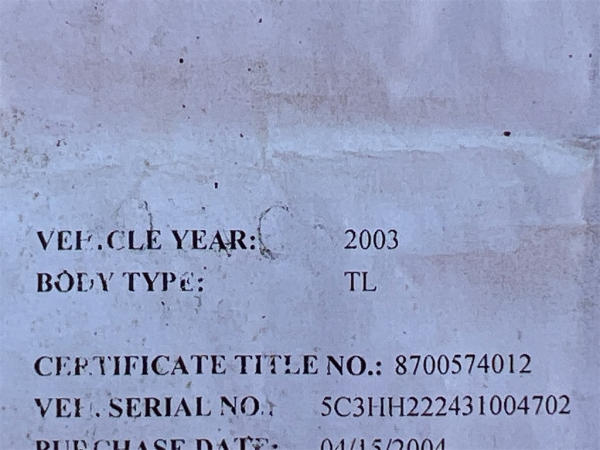 VEHICLE YEAR: 2003
BODY TYPE: TL
CERTIFICATE TITLE NO.: 8700574012
VEH. SERIAL NO.: 5C3HH222431004702
PURCHASE DATE: 04/15/2004